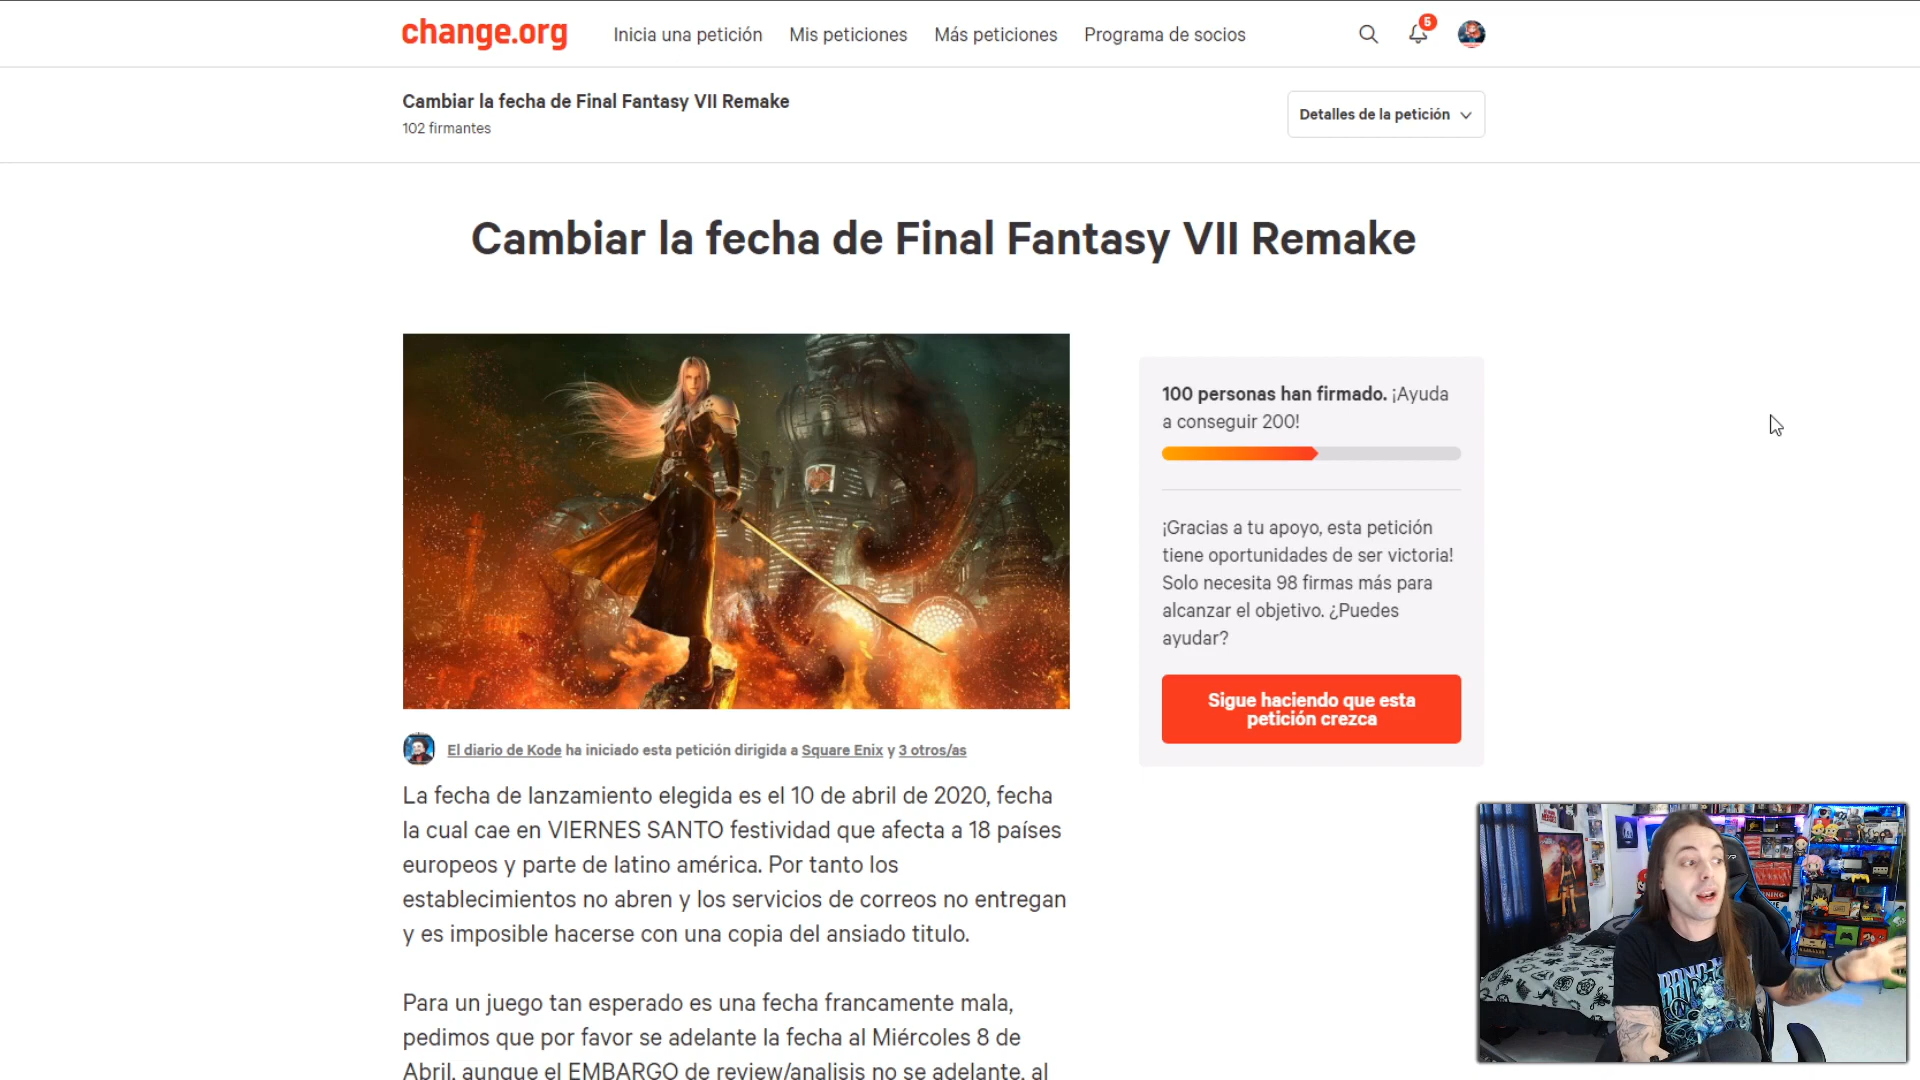 change.org
Inicia una petición
Mis peticiones
Más peticiones
Programa de socios
5
Cambiar la fecha de Final Fantasy VII Remake
102 firmantes
Detalles de la petición
Cambiar la fecha de Final Fantasy VII Remake
100 personas han firmado. ¡Ayuda
a conseguir 200!
¡Gracias a tu apoyo, esta petición
tiene oportunidades de ser victoria!
Solo necesita 98 firmas más para
alcanzar el objetivo. ¿Puedes
ayudar?
Sigue haciendo que esta
petición crezca
El diario de Kode ha iniciado esta petición dirigida a Square Enix y 3 otros/as
La fecha de lanzamiento elegida es el 10 de abril de 2020, fecha
la cual cae en VIERNES SANTO festividad que afecta a 18 países
europeos y parte de latino américa. Por tanto los
establecimientos no abren y los servicios de correos no entregan
y es imposible hacerse con una copia del ansiado titulo.
Para un juego tan esperado es una fecha francamente mala,
pedimos que por favor se adelante la fecha al Miércoles 8 de
Abril, aunque el EMBARGO de review/analisis no se adelante, al